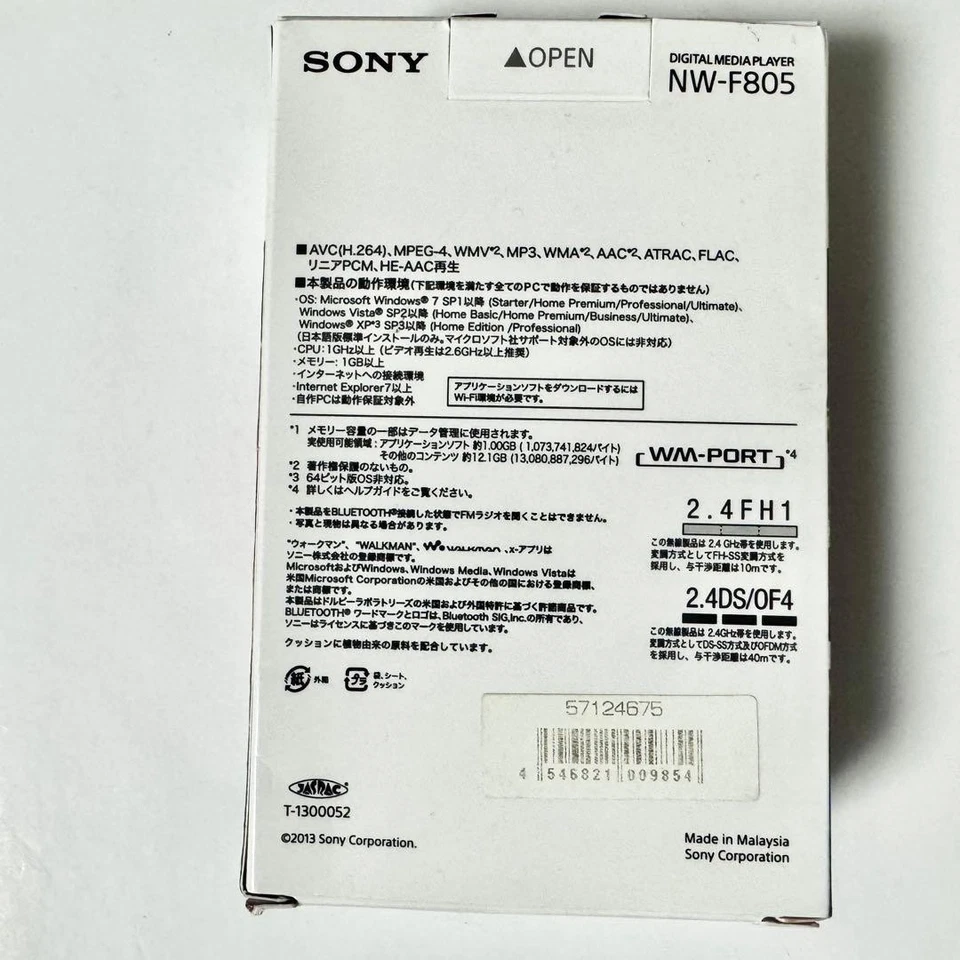 SONY
▲OPEN
DIGITAL MEDIA PLAYER
NW-F805
■AVC(H.264)、MPEG-4、WMV*2、MP3、WMA*2、AAC*2、ATRAC、FLAC、
リニアPCM、HE-AAC再生
■本製品の動作環境(下記環境を満たす全てのPCで動作を保証するものではありません)
・OS: Microsoft Windows® 7 SP1以降 (Starter/Home Premium/Professional/Ultimate)、
Windows Vista® SP2以降 (Home Basic/Home Premium/Business/Ultimate)、
Windows® XP*3 SP3以降 (Home Edition /Professional)
(日本語版標準インストールのみ。マイクロソフト社サポート対象外のOSには非対応)
・CPU:1GHz以上 (ビデオ再生は2.6GHz以上推奨)
・メモリー:1GB以上
・インターネットへの接続環境
・Internet Explorer7以上
・自作PCは動作保証対象外
アプリケーションソフトをダウンロードするには
Wi-Fi環境が必要です。
*1 メモリー容量の一部はデータ管理に使用されます。
実使用可能領域:アプリケーションソフト 約1.00GB ( 1,073,741,824バイト)
その他のコンテンツ 約12.1GB (13,080,887,296バイト)
*2 著作権保護のないもの。
*3 64ビット版OS非対応。
*4 詳しくはヘルプガイドをご覧ください。
WM-PORT *4
・本製品をBLUETOOTH®接続した状態でFMラジオを聞くことはできません。
・写真と現物は異なる場合があります。
2.4FH1
この無線製品は 2.4 GHz帯を使用します。
変調方式としてFH-SS変調方式を
採用し、与干渉距離は10mです。
"ウォークマン"、"WALKMAN"、WALKMAN、x-アプリは
ソニー株式会社の登録商標です。
MicrosoftおよびWindows、Windows Media、Windows Vistaは
米国Microsoft Corporationの米国およびその他の国における登録商標、
または商標です。
本製品はドルビーラボラトリーズの米国および外国特許に基づく許諾商品です。
BLUETOOTH® ワードマークとロゴは、Bluetooth SIG,Inc.の所有であり、
ソニーはライセンスに基づきこのマークを使用しています。
2.4DS/OF4
この無線製品は 2.4GHz帯を使用します。
変調方式としてDS-SS方式及びOFDM方式
を採用し、与干渉距離は40mです。
クッションに植物由来の原料を配合しています。
紙 外箱
プラ 袋、シート、
クッション
57124675
4 546821 009854
JASRAC
T-1300052
©2013 Sony Corporation.
Made in Malaysia
Sony Corporation